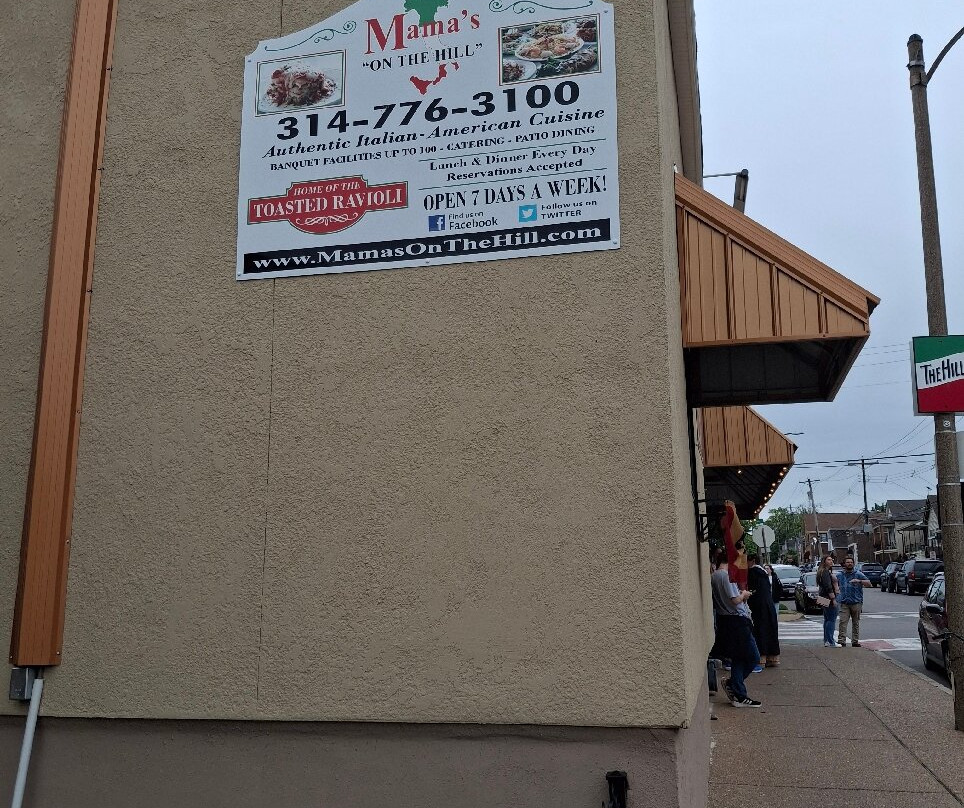 Mama's
"ON THE HILL"
314-776-3100
Authentic Italian-American Cuisine
BANQUET FACILITIES UP TO 100 - CATERING - PATIO DINING
HOME OF THE
TOASTED RAVIOLI
Lunch & Dinner Every Day
Reservations Accepted
OPEN 7 DAYS A WEEK!
Find us on
Facebook
Follow us on
TWITTER
www.MamasOnTheHill.com
THE HILL